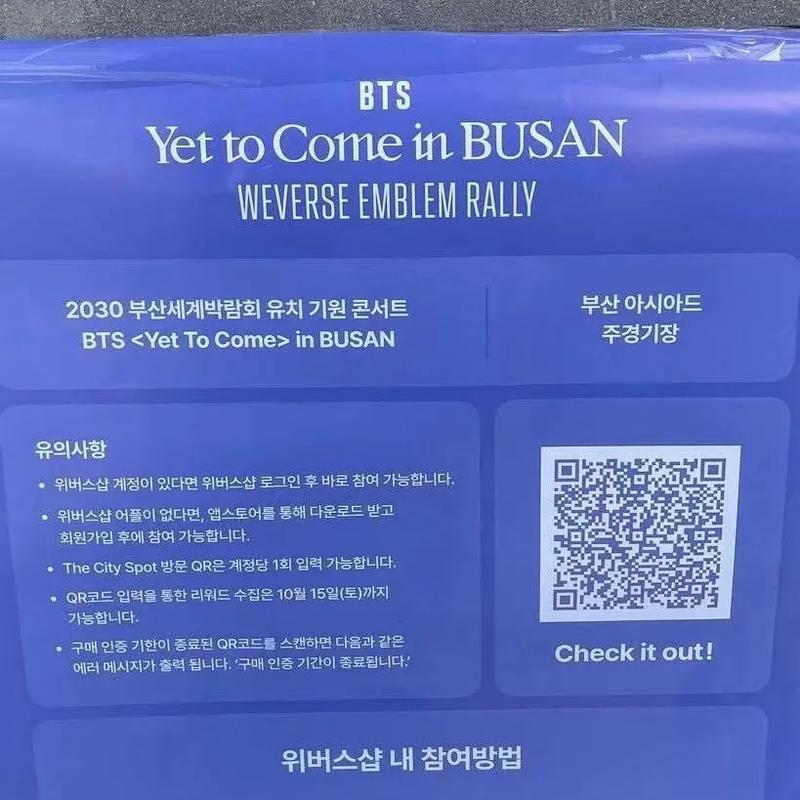 BTS
Yet to Come in BUSAN
WEVERSE EMBLEM RALLY
2030 부산세계박람회 유치 기원 콘서트
BTS <Yet To Come> in BUSAN
부산 아시아드
주경기장
유의사항
• 위버스샵 계정이 있다면 위버스샵 로그인 후 바로 참여 가능합니다.
• 위버스샵 어플이 없다면, 앱스토어를 통해 다운로드 받고
회원가입 후에 참여 가능합니다.
• The City Spot 방문 QR은 계정당 1회 입력 가능합니다.
• QR코드 입력을 통한 리워드 수집은 10월 15일(토)까지
가능합니다.
• 구매 인증 기한이 종료된 QR코드를 스캔하면 다음과 같은
에러 메시지가 출력 됩니다. ‘구매 인증 기간이 종료됩니다.’
Check it out!
위버스샵 내 참여방법